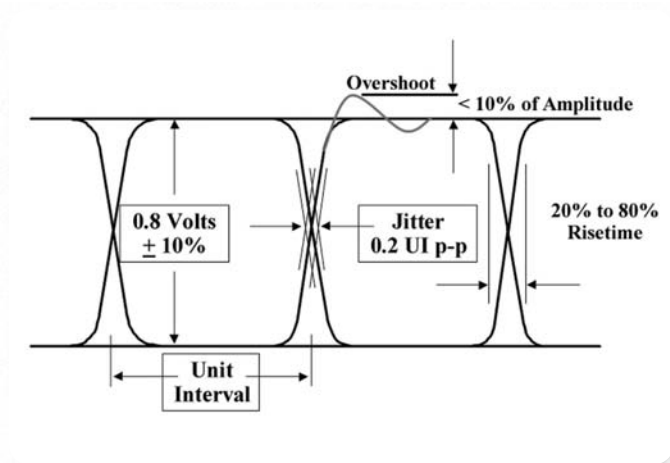 Overshoot
< 10% of Amplitude
0.8 Volts
± 10%
Jitter
0.2 UI p-p
20% to 80%
Risetime
Unit
Interval